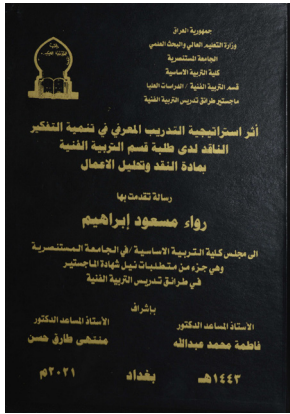 جمهورية العراق
وزارة التعليم العالي والبحث العلمي
الجامعة المستنصرية
كلية التربية الاساسية
قسم التربية الفنية / الدراسات العليا
ماجستير طرائق تدريس التربية الفنية
أثر استراتيجية التدريب المعرفي في تنمية التفكير
الناقد لدى طلبة قسم التربية الفنية
بمادة النقد وتحليل الاعمال
رسالة تقدمت بها
رواء مسعود إبراهيم
الى مجلس كلية التربية الاساسية /في الجامعة المستنصرية
وهي جزء من متطلبات نيل شهادة الماجستير
في طرائق تدريس التربية الفنية
بإشراف
الأستاذ المساعد الدكتور
فاطمة محمد عبدالله
الأستاذ المساعد الدكتور
منتهى طارق حسن
١٤٤٣هـ بغداد ٢٠٢١م